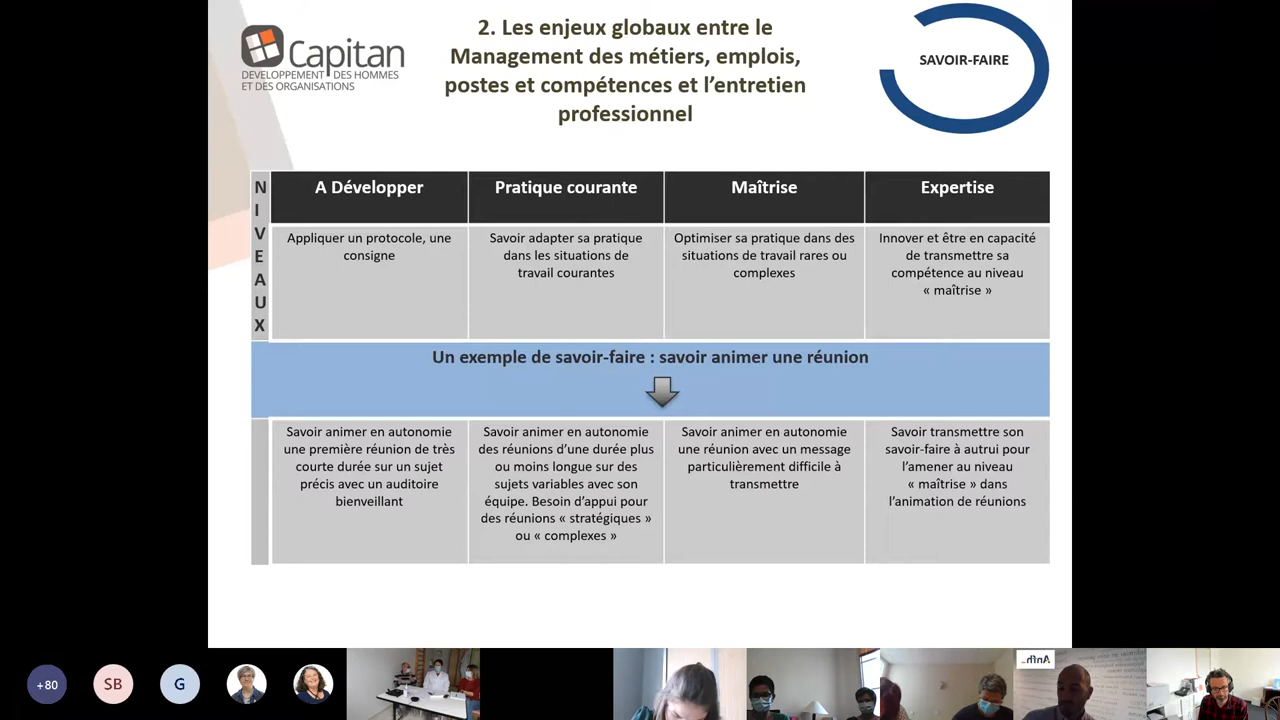 Capitan
DEVELOPPEMENT DES HOMMES
ET DES ORGANISATIONS
2. Les enjeux globaux entre le
Management des métiers, emplois,
postes et compétences et l'entretien
professionnel
SAVOIR-FAIRE
NIVEAUX
A Développer
Pratique courante
Maîtrise
Expertise
Appliquer un protocole, une
consigne
Savoir adapter sa pratique
dans les situations de
travail courantes
Optimiser sa pratique dans des
situations de travail rares ou
complexes
Innover et être en capacité
de transmettre sa
compétence au niveau
« maîtrise »
Un exemple de savoir-faire : savoir animer une réunion
Savoir animer en autonomie
une première réunion de très
courte durée sur un sujet
précis avec un auditoire
bienveillant
Savoir animer en autonomie
des réunions d'une durée plus
ou moins longue sur des
sujets variables avec son
équipe. Besoin d'appui pour
des réunions « stratégiques »
ou « complexes »
Savoir animer en autonomie
une réunion avec un message
particulièrement difficile à
transmettre
Savoir transmettre son
savoir-faire à autrui pour
l'amener au niveau
« maîtrise » dans
l'animation de réunions
+80
SB
G
Anfh